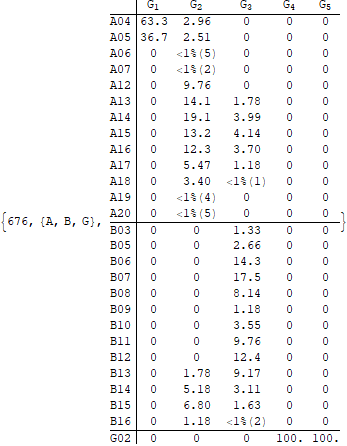 G1 G2 G3 G4 G5
A04 63.3 2.96 0 0 0
A05 36.7 2.51 0 0 0
A06 0 <1%(5) 0 0 0
A07 0 <1%(2) 0 0 0
A12 0 9.76 0 0 0
A13 0 14.1 1.78 0 0
A14 0 19.1 3.99 0 0
A15 0 13.2 4.14 0 0
A16 0 12.3 3.70 0 0
A17 0 5.47 1.18 0 0
A18 0 3.40 <1%(1) 0 0
A19 0 <1%(4) 0 0 0
A20 0 <1%(5) 0 0 0
{676, {A, B, G}, }
B03 0 0 1.33 0 0
B05 0 0 2.66 0 0
B06 0 0 14.3 0 0
B07 0 0 17.5 0 0
B08 0 0 8.14 0 0
B09 0 0 1.18 0 0
B10 0 0 3.55 0 0
B11 0 0 9.76 0 0
B12 0 0 12.4 0 0
B13 0 1.78 9.17 0 0
B14 0 5.18 3.11 0 0
B15 0 6.80 1.63 0 0
B16 0 1.18 <1%(2) 0 0
G02 0 0 0 100. 100.